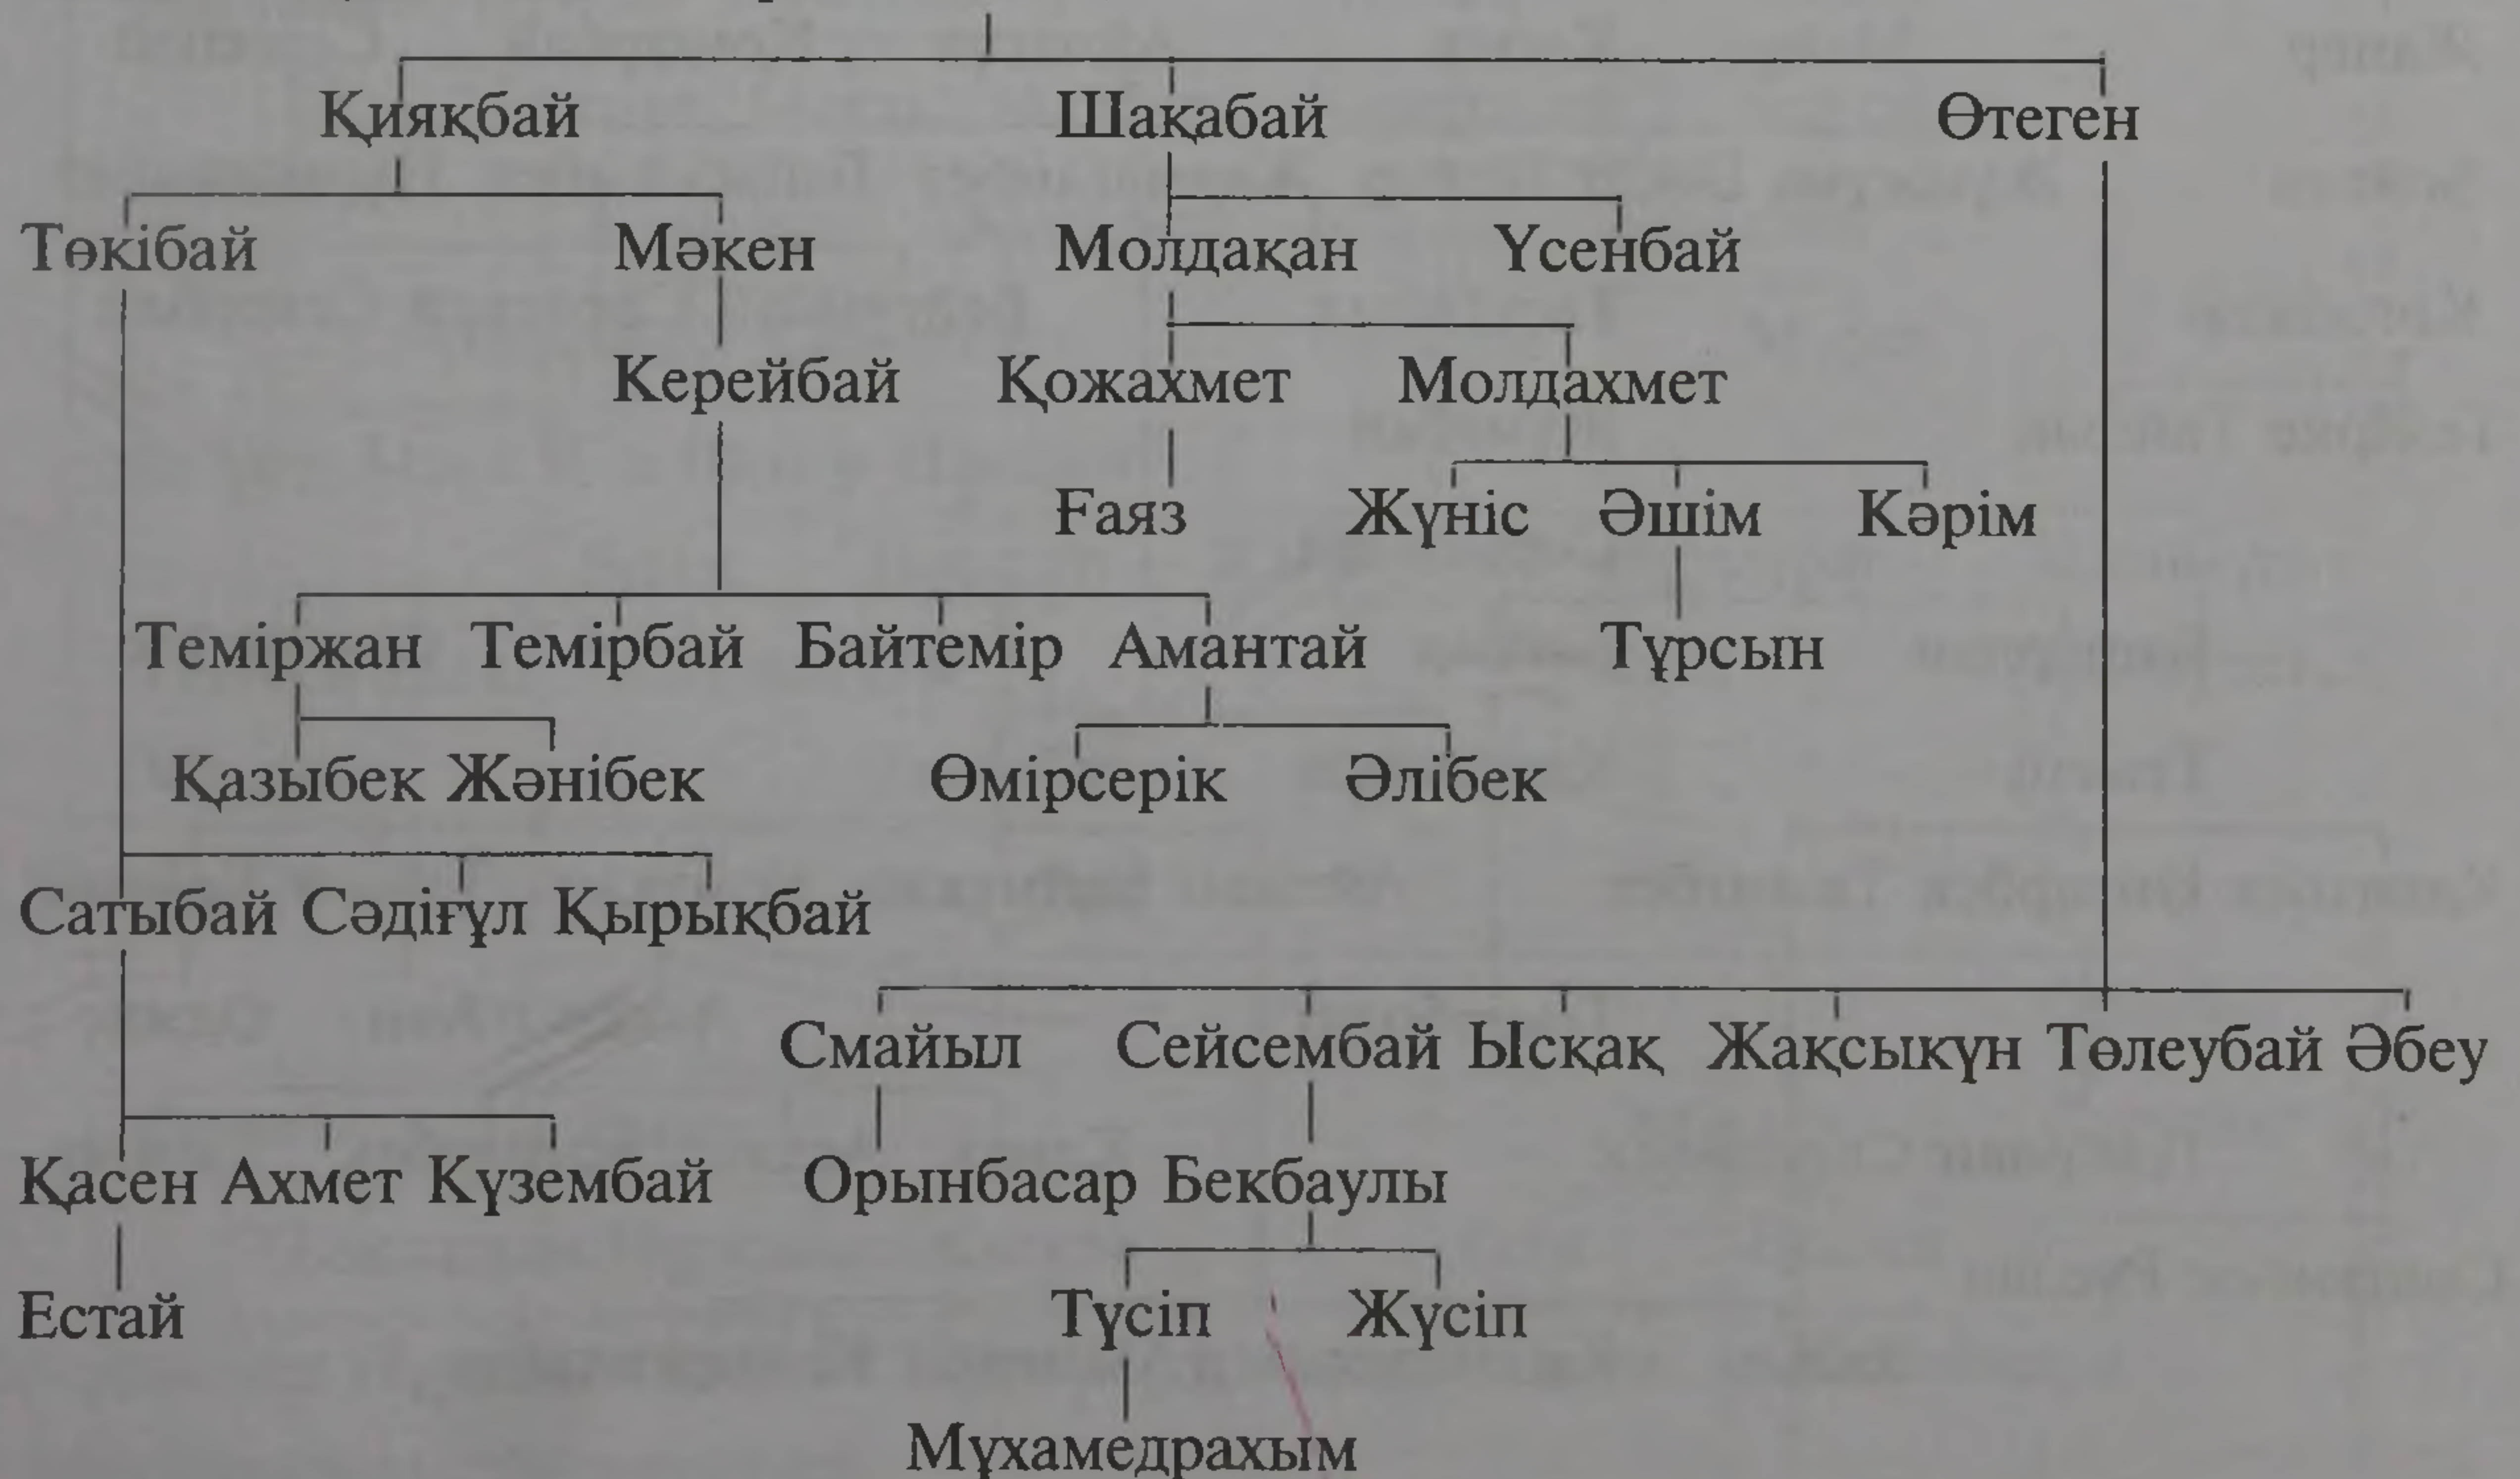 Қияқбай Шақабай Өтеген
Төкібай Мәкен Молдақан Үсенбай
Керейбай Қожахмет Молдахмет
Ғаяз Жүніс Әшім Кәрім
Теміржан Темірбай Байтемір Амантай Тұрсын
Қазыбек Жәнібек Өмірсерік Әлібек
Сатыбай Сәдіғұл Қырықбай
Смайыл Сейсембай Ысқақ Жақсыкүн Төлеубай Әбеу
Қасен Ахмет Күзембай Орынбасар Бекбаулы
Естай Түсіп Жүсіп
Мұхамедрахым